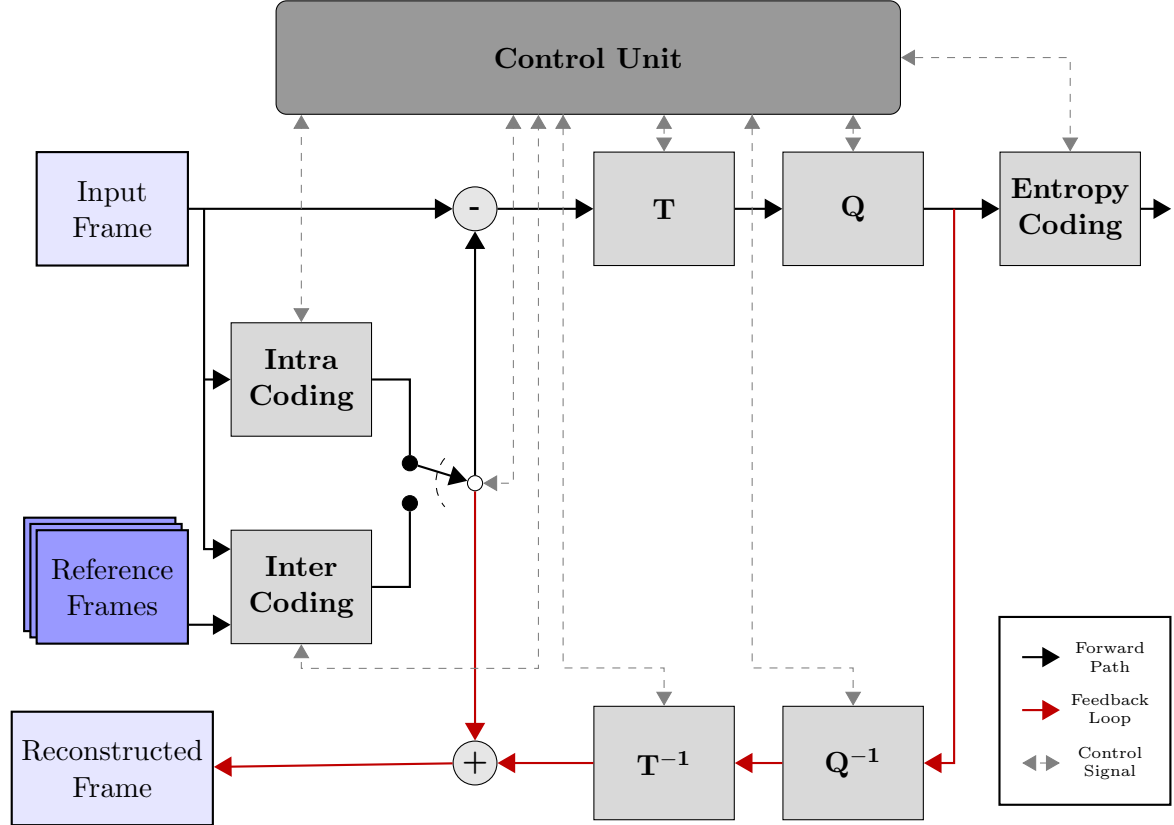 Control Unit
Input
Frame
-
T
Q
Entropy
Coding
Intra
Coding
Reference
Frames
Inter
Coding
Forward
Path
Feedback
Loop
Control
Signal
Reconstructed
Frame
+
T⁻¹
Q⁻¹